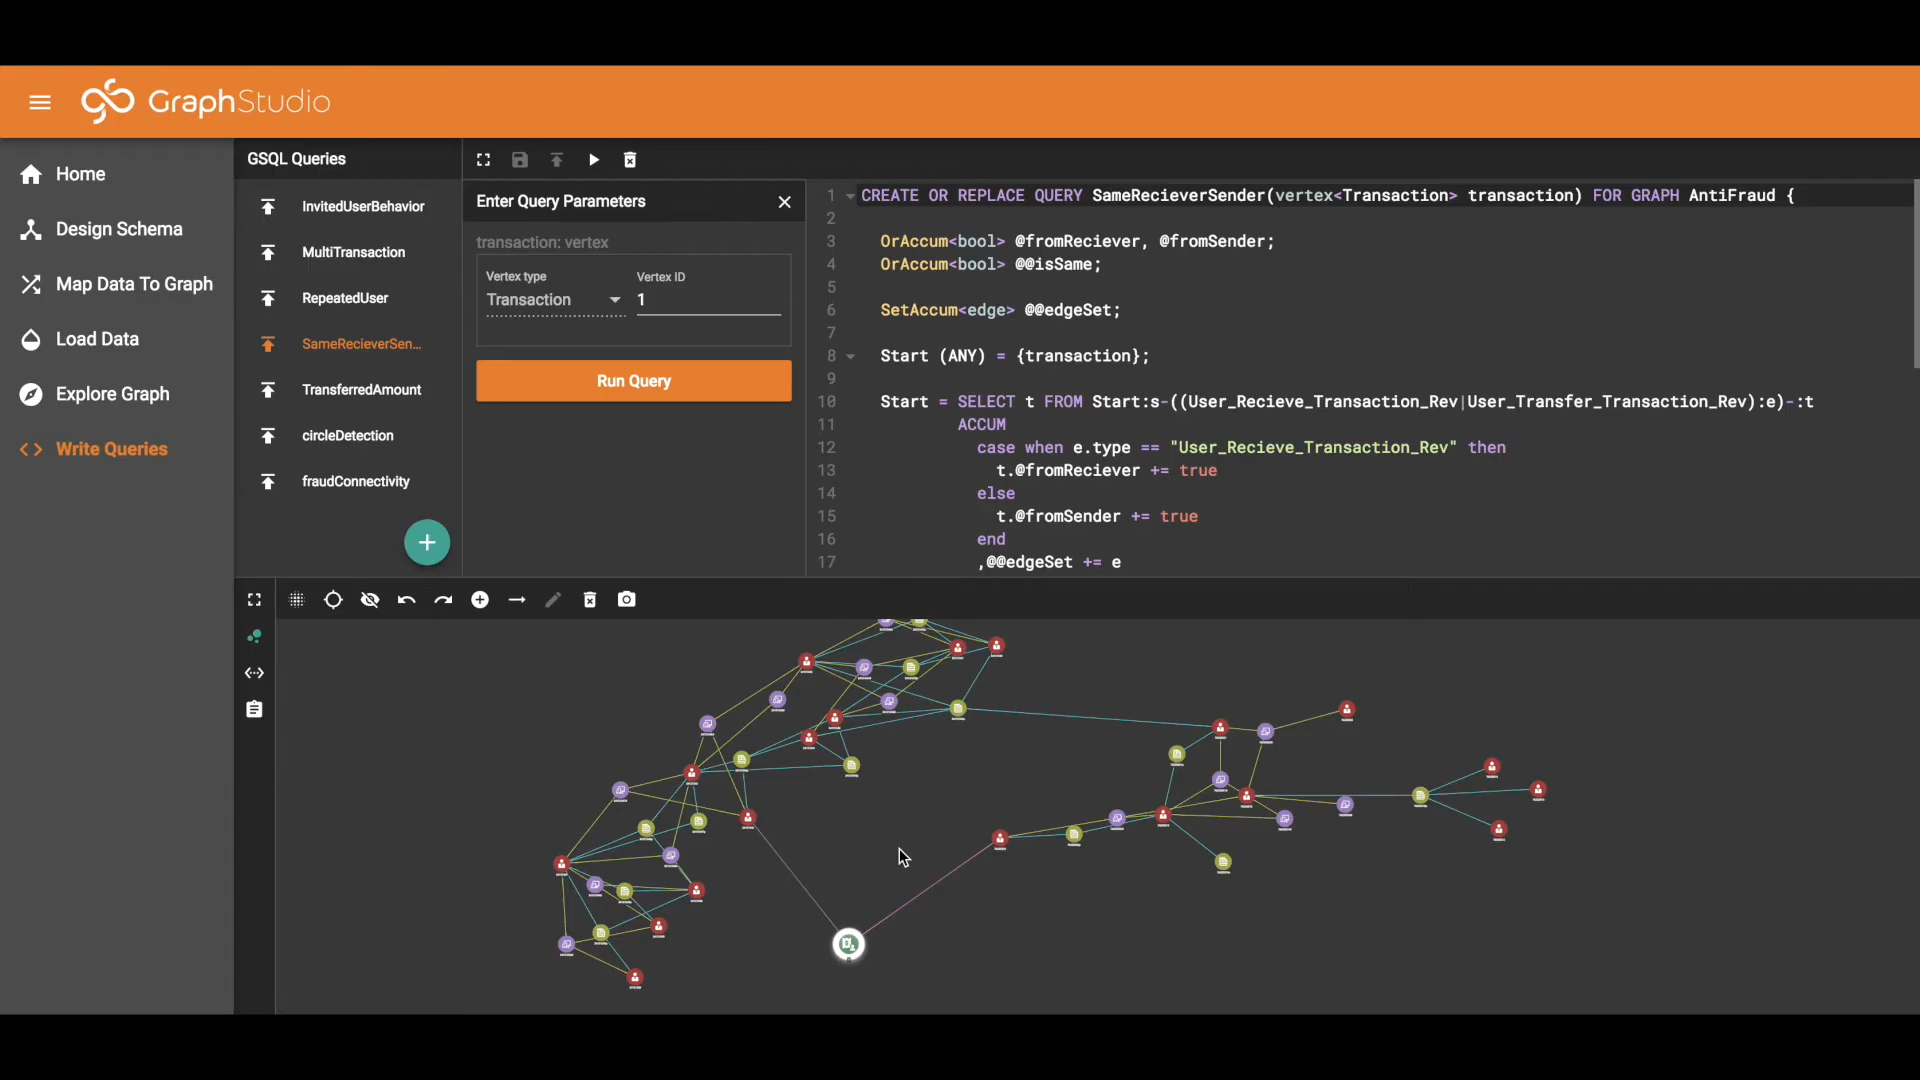 GraphStudio
Home
Design Schema
Map Data To Graph
Load Data
Explore Graph
Write Queries
GSQL Queries
InvitedUserBehavior
MultiTransaction
RepeatedUser
SameRecieverSen...
TransferredAmount
circleDetection
fraudConnectivity
+
Enter Query Parameters
transaction: vertex
Vertex type
Transaction
Vertex ID
1
Run Query
1 CREATE OR REPLACE QUERY SameRecieverSender(vertex<Transaction> transaction) FOR GRAPH AntiFraud {
2
3 OrAccum<bool> @fromReciever, @fromSender;
4 OrAccum<bool> @@isSame;
5
6 SetAccum<edge> @@edgeSet;
7
8 Start (ANY) = {transaction};
9
10 Start = SELECT t FROM Start:s-((User_Recieve_Transaction_Rev|User_Transfer_Transaction_Rev):e)-:t
11 ACCUM
12 case when e.type == "User_Recieve_Transaction_Rev" then
13 t.@fromReciever += true
14 else
15 t.@fromSender += true
16 end
17 ,@@edgeSet += e